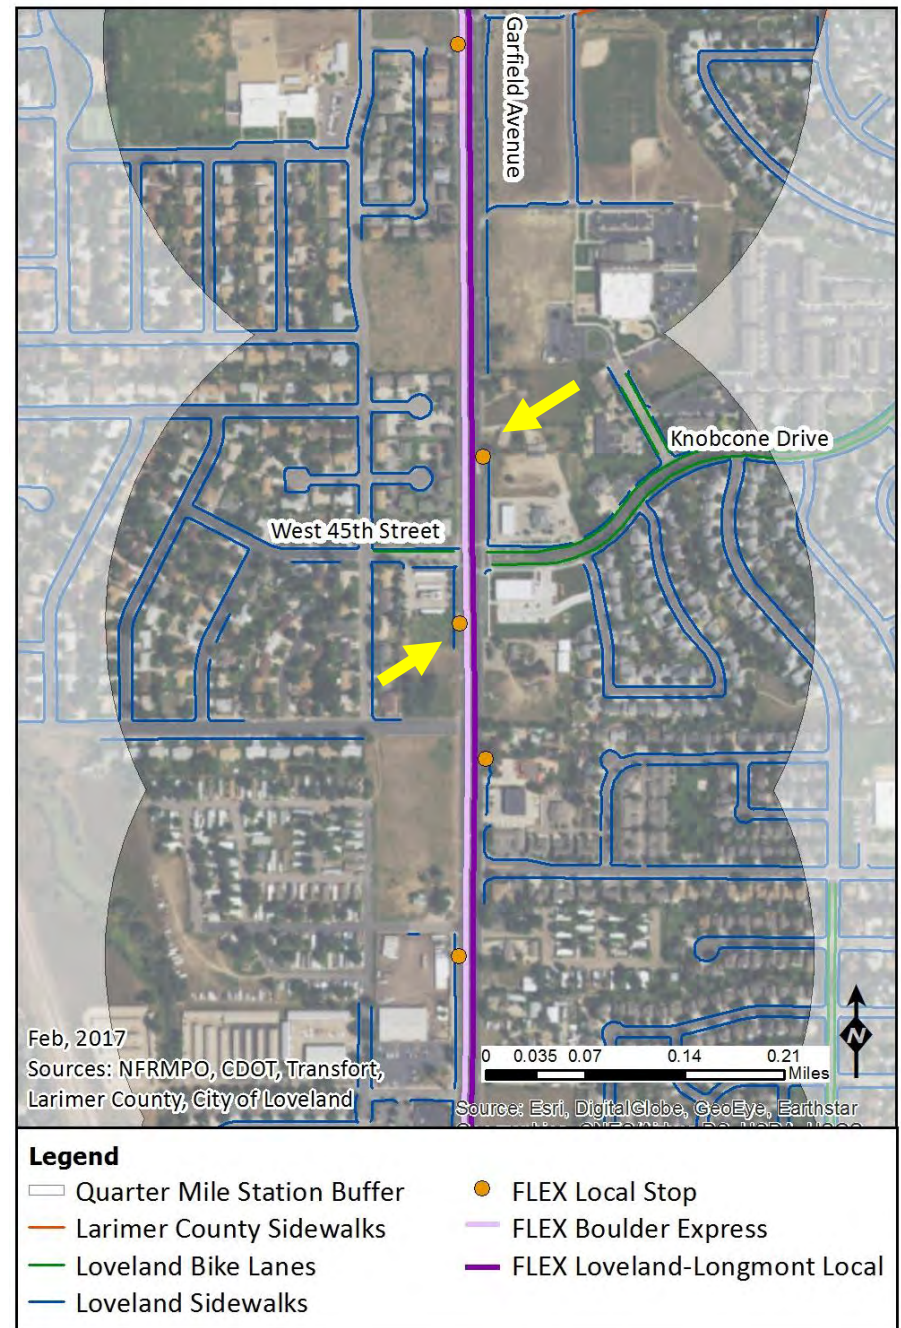 Garfield Avenue
Knobcone Drive
West 45th Street
Feb, 2017
Sources: NFRMPO, CDOT, Transfort,
Larimer County, City of Loveland
0 0.035 0.07 0.14 0.21
Miles
N
Source: Esri, DigitalGlobe, GeoEye, Earthstar
Legend
Quarter Mile Station Buffer
Larimer County Sidewalks
Loveland Bike Lanes
Loveland Sidewalks
FLEX Local Stop
FLEX Boulder Express
FLEX Loveland-Longmont Local